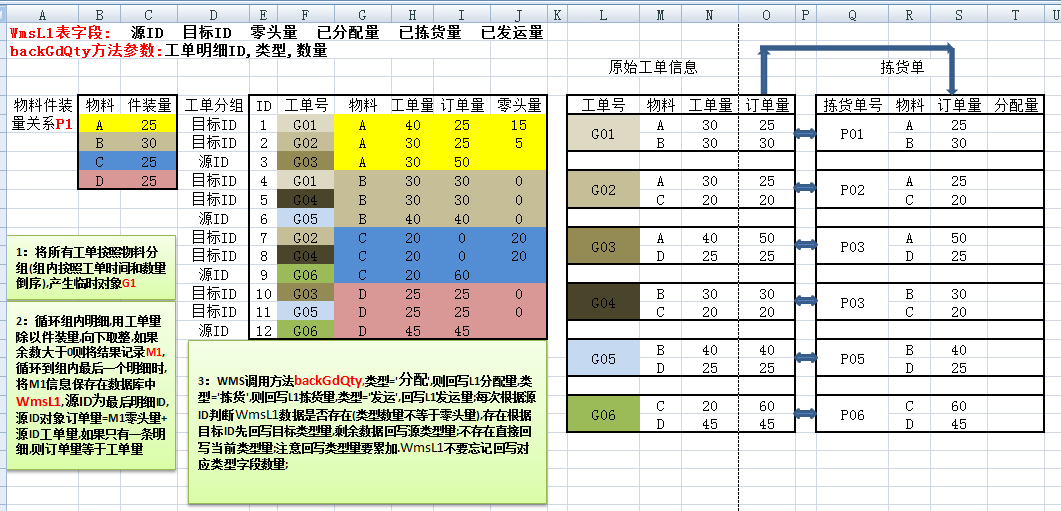 A B C D E F G H I J K L M N O P Q R S T U
WmsL1表字段: 源ID 目标ID 零头量 已分配量 已拣货量 已发运量
backGdQty方法参数:工单明细ID,类型,数量
原始工单信息 拣货单
物料件装量关系P1
物料 件装量
A 25
B 30
C 25
D 25
工单分组 ID 工单号 物料 工单量 订单量 零头量
目标ID 1 G01 A 40 25 15
目标ID 2 G02 A 30 25 5
源ID 3 G03 A 30 50
目标ID 4 G01 B 30 30 0
目标ID 5 G04 B 30 30 0
源ID 6 G05 B 40 40 0
目标ID 7 G02 C 20 0 20
目标ID 8 G04 C 20 0 20
源ID 9 G06 C 20 60
目标ID 10 G03 D 25 25 0
目标ID 11 G05 D 25 25 0
源ID 12 G06 D 45 45
1：将所有工单按照物料分
组(组内按照工单时间和数量
倒序),产生临时对象G1
2：循环组内明细,用工单量
除以件装量,向下取整,如果
余数大于0则将结果记录M1,
循环到组内最后一个明细时,
将M1信息保存在数据库中
WmsL1,源ID为最后明细ID,
源ID对象订单量=M1零头量+
源ID工单量,如果只有一条明
细,则订单量等于工单量
3：WMS调用方法backGdQty,类型='分配',则回写L1分配量,类
型='拣货',则回写L1拣货量,类型='发运',回写L1发运量;每次根据源
ID判断WmsL1数据是否存在(类型数量不等于零头量),存在根据
目标ID先回写目标类型量,剩余数据回写源类型量;不存在直接回
写当前类型量;注意回写类型量要累加.WmsL1不要忘记回写对
应类型字段数量;
工单号 物料 工单量 订单量
G01 A 30 25
B 30 30
G02 A 30 25
C 20 20
G03 A 40 50
D 25 25
G04 B 30 30
C 20 20
G05 B 40 40
D 25 25
G06 C 20 60
D 45 45
拣货单号 物料 订单量 分配量
P01 A 25
B 30
P02 A 25
C 20
P03 A 50
D 25
P03 B 30
C 20
P05 B 40
D 25
P06 C 60
D 45